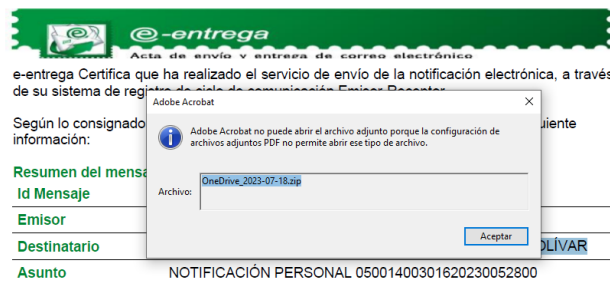 e-entrega
Acta de envío y entrega de correo electrónico
e-entrega Certifica que ha realizado el servicio de envío de la notificación electrónica, a través
de su sistema de registro de ciclo de comunicación Emisor-Receptor.
Según lo consignado uiente
información:
Resumen del mensa
Id Mensaje
Emisor
Destinatario OLÍVAR
Asunto NOTIFICACIÓN PERSONAL 05001400301620230052800
Adobe Acrobat
Adobe Acrobat no puede abrir el archivo adjunto porque la configuración de
archivos adjuntos PDF no permite abrir ese tipo de archivo.
Archivo: OneDrive_2023-07-18.zip
Aceptar